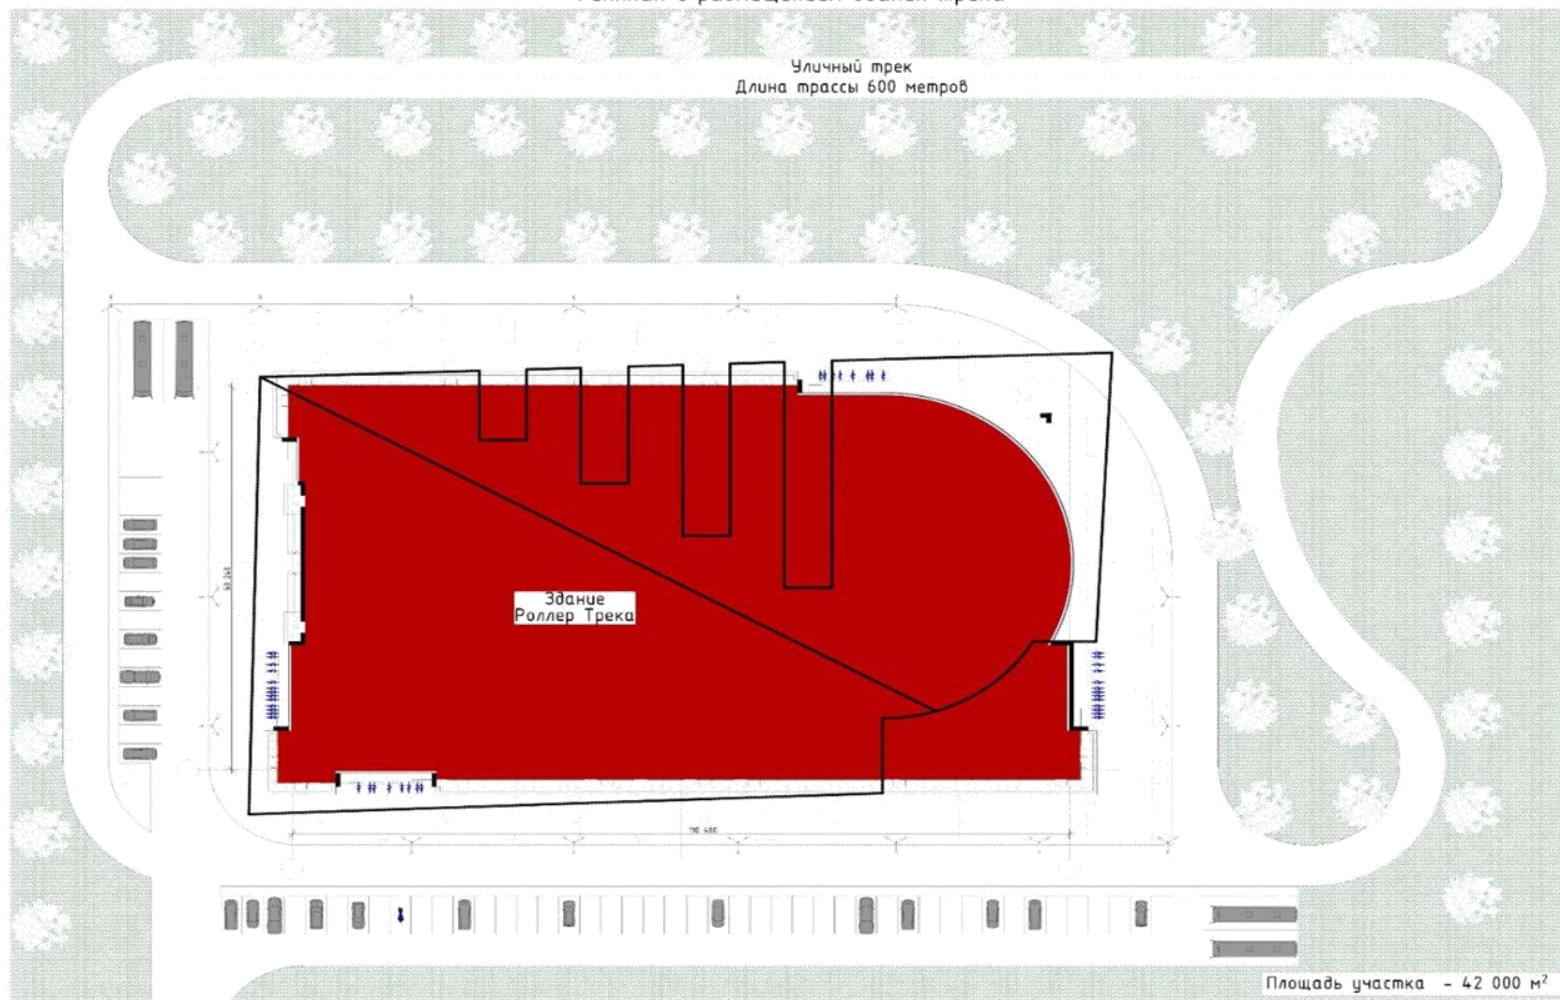 Уличный трек
Длина трассы 600 метров
Здание
Роллер Трека
Площадь участка - 42 000 м²